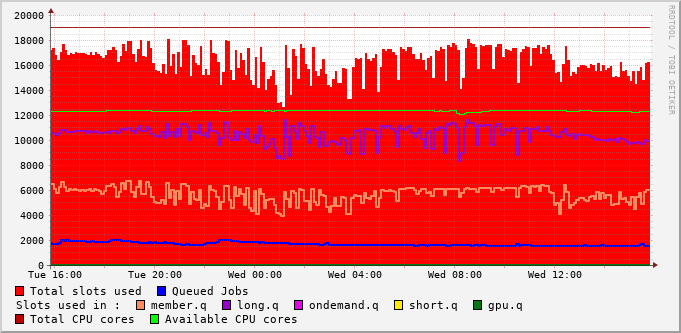 20000
18000
16000
14000
12000
10000
8000
6000
4000
2000
0
Tue 16:00 Tue 20:00 Wed 00:00 Wed 04:00 Wed 08:00 Wed 12:00
Total slots used Queued Jobs
Slots used in : member.q long.q ondemand.q short.q gpu.q
Total CPU cores Available CPU cores
RRDTOOL / TOBI OETIKER